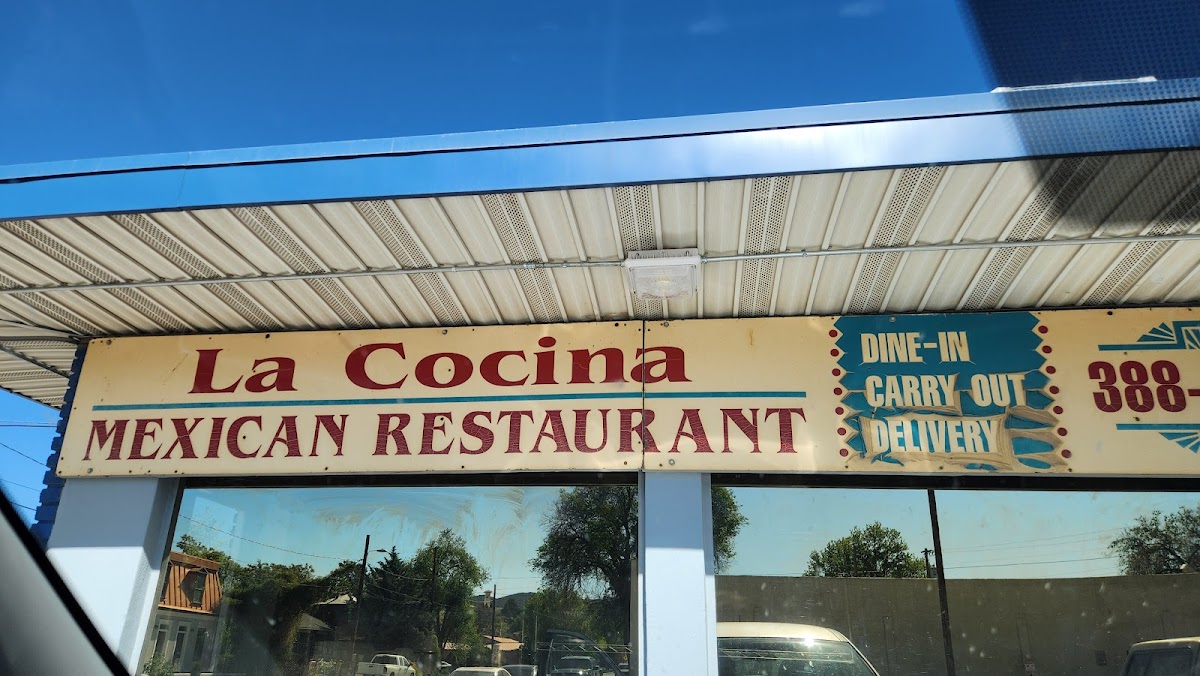 La Cocina
MEXICAN RESTAURANT
DINE-IN
CARRY OUT
DELIVERY
388-